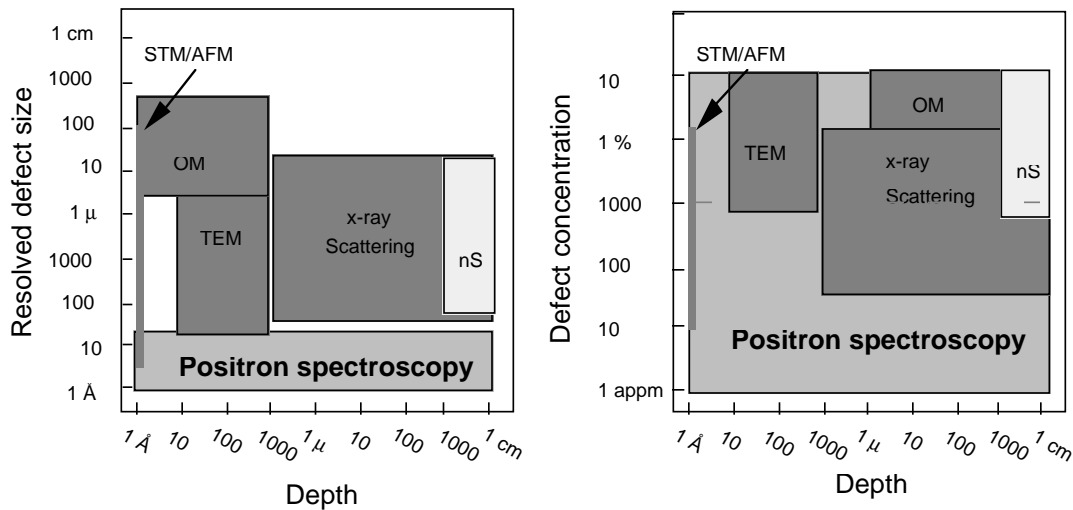 Resolved defect size
1 cm
1000
100
10
1 μ
1000
100
10
1 Å
STM/AFM
OM
TEM
x-ray
Scattering
nS
Positron spectroscopy
1 Å
10
100
1000
1 μ
10
100
1000
1 cm
Depth
Defect concentration
10
1 %
1000
100
10
1 appm
STM/AFM
TEM
OM
x-ray
Scattering
nS
Positron spectroscopy
1 Å
10
100
1000
1 μ
10
100
1000
1 cm
Depth